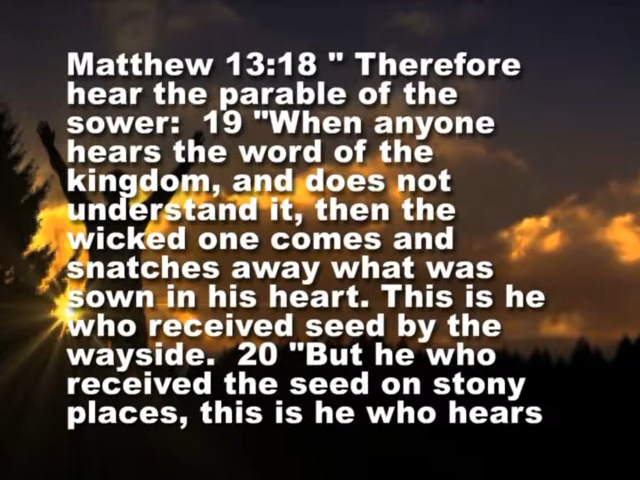 Matthew 13:18 " Therefore
hear the parable of the
sower:  19 "When anyone
hears the word of the
kingdom, and does not
understand it, then the
wicked one comes and
snatches away what was
sown in his heart. This is he
who received seed by the
wayside.  20 "But he who
received the seed on stony
places, this is he who hears